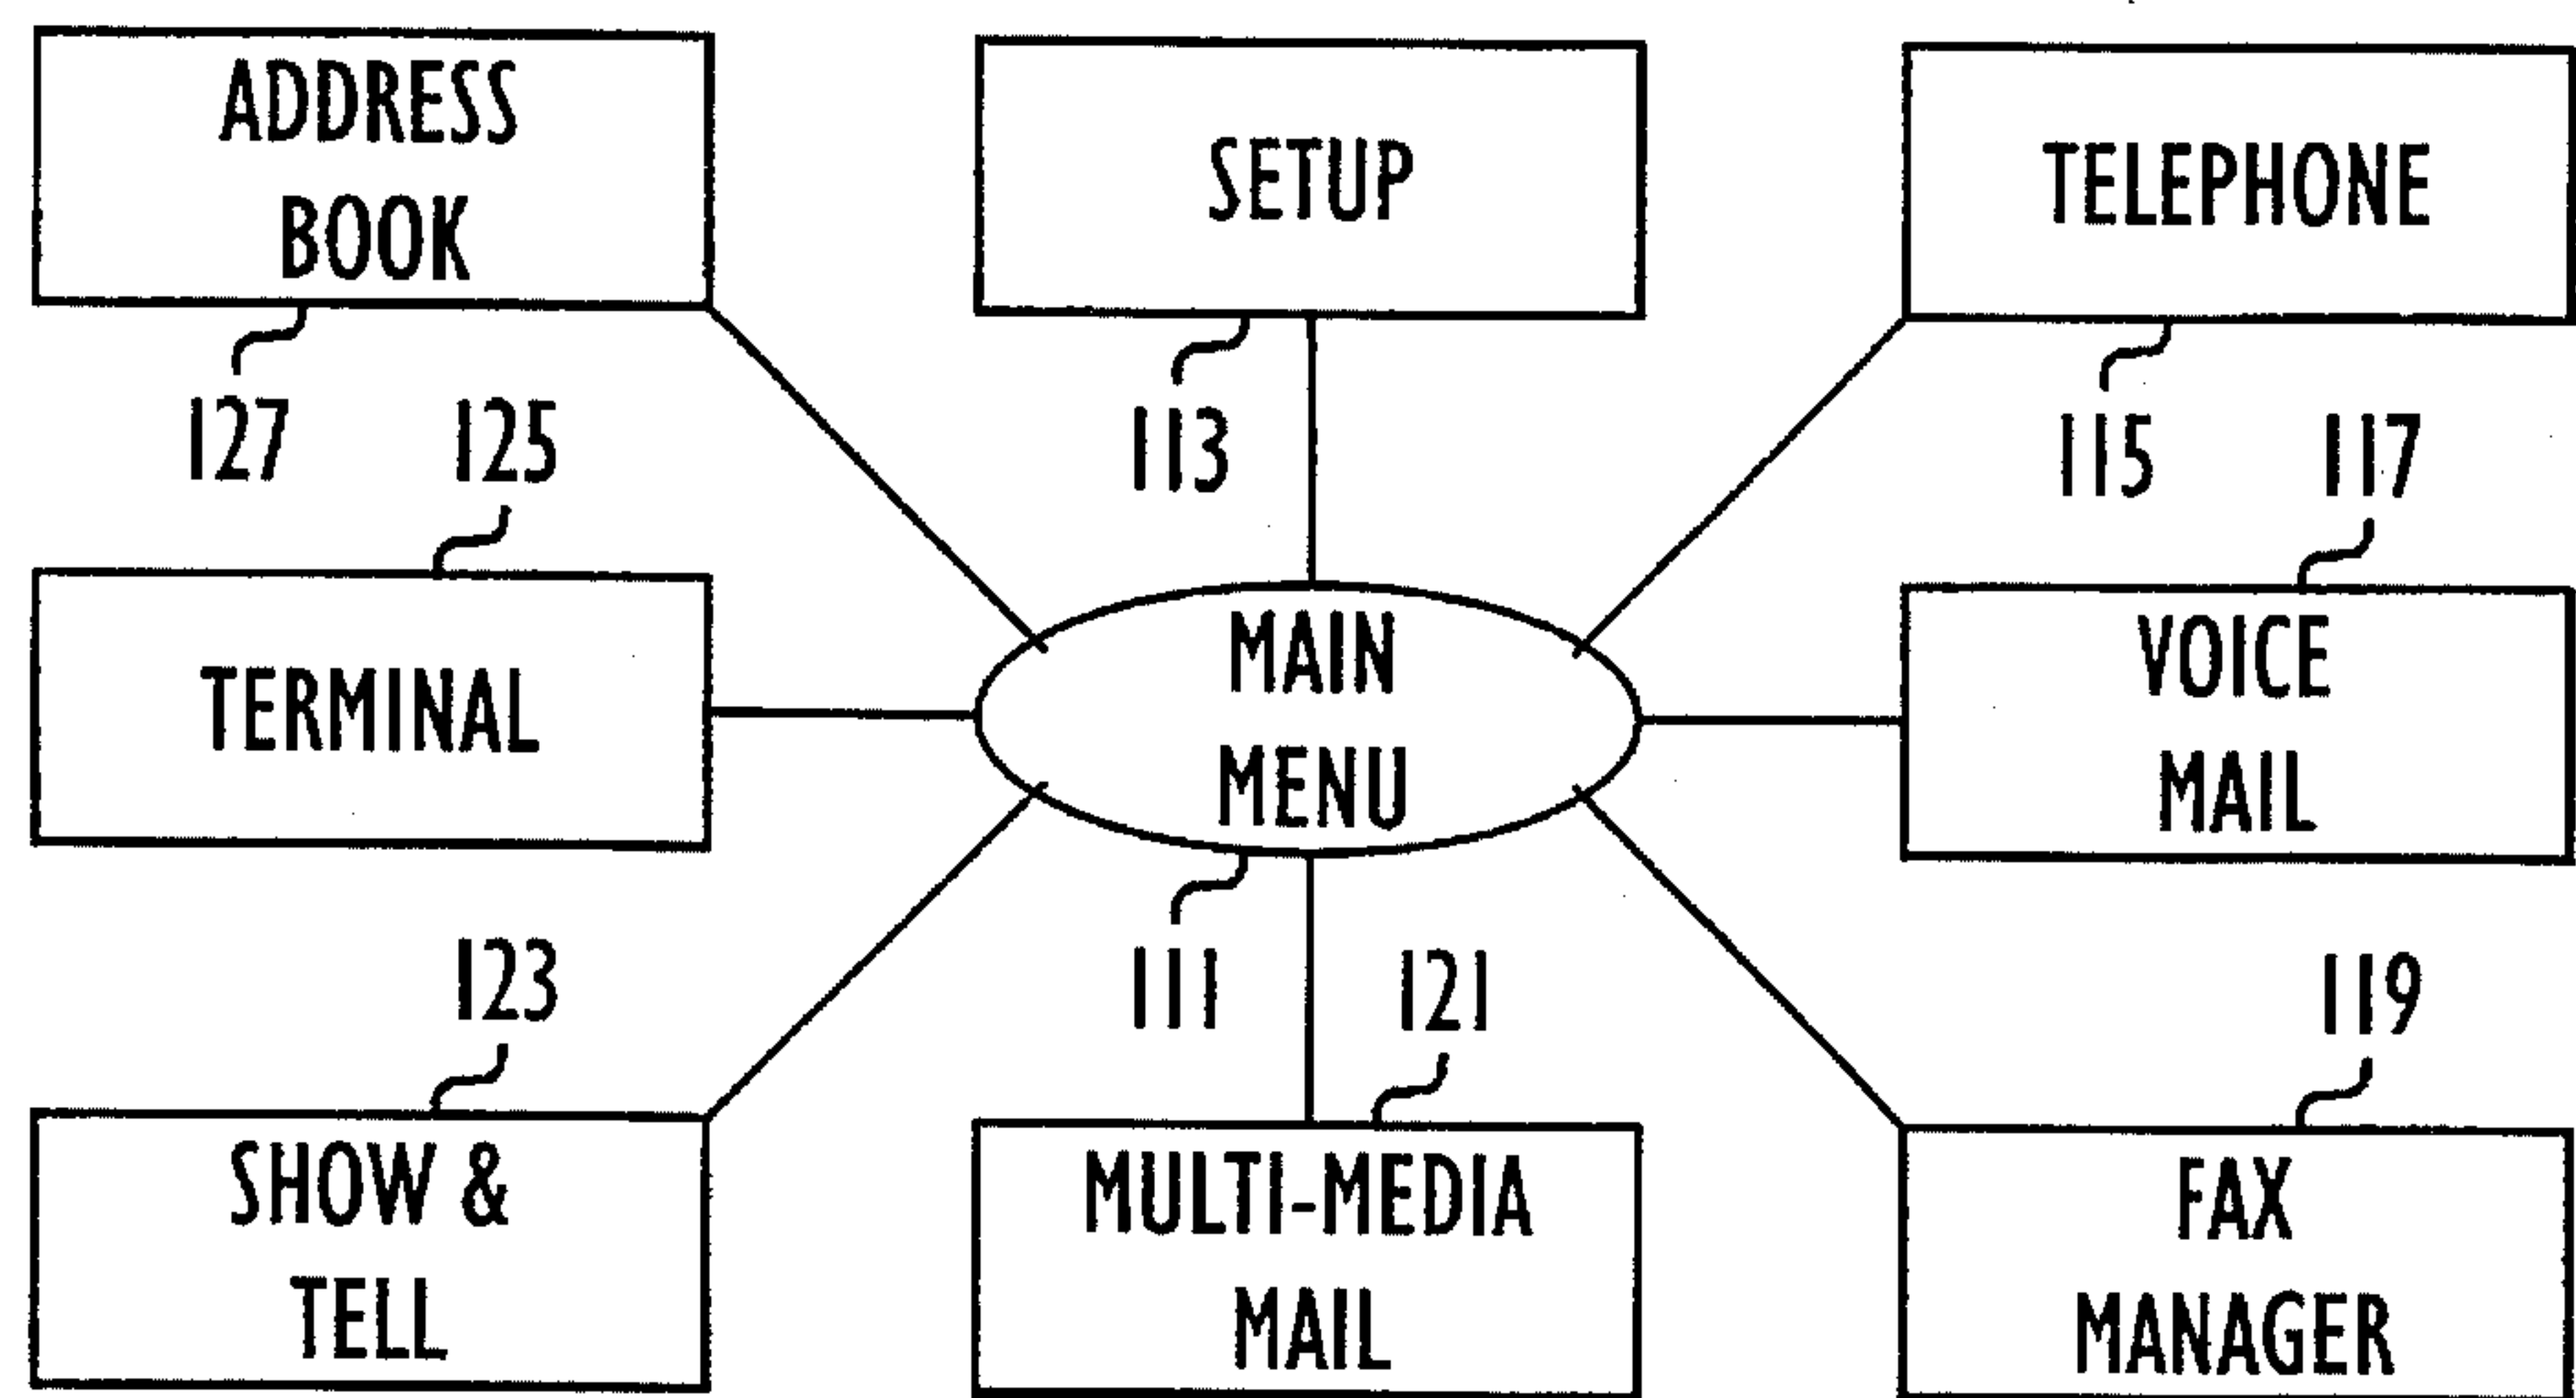 ADDRESS
BOOK
SETUP
TELEPHONE
127
125
113
115
117
TERMINAL
MAIN
MENU
VOICE
MAIL
123
111
121
119
SHOW &
TELL
MULTI-MEDIA
MAIL
FAX
MANAGER